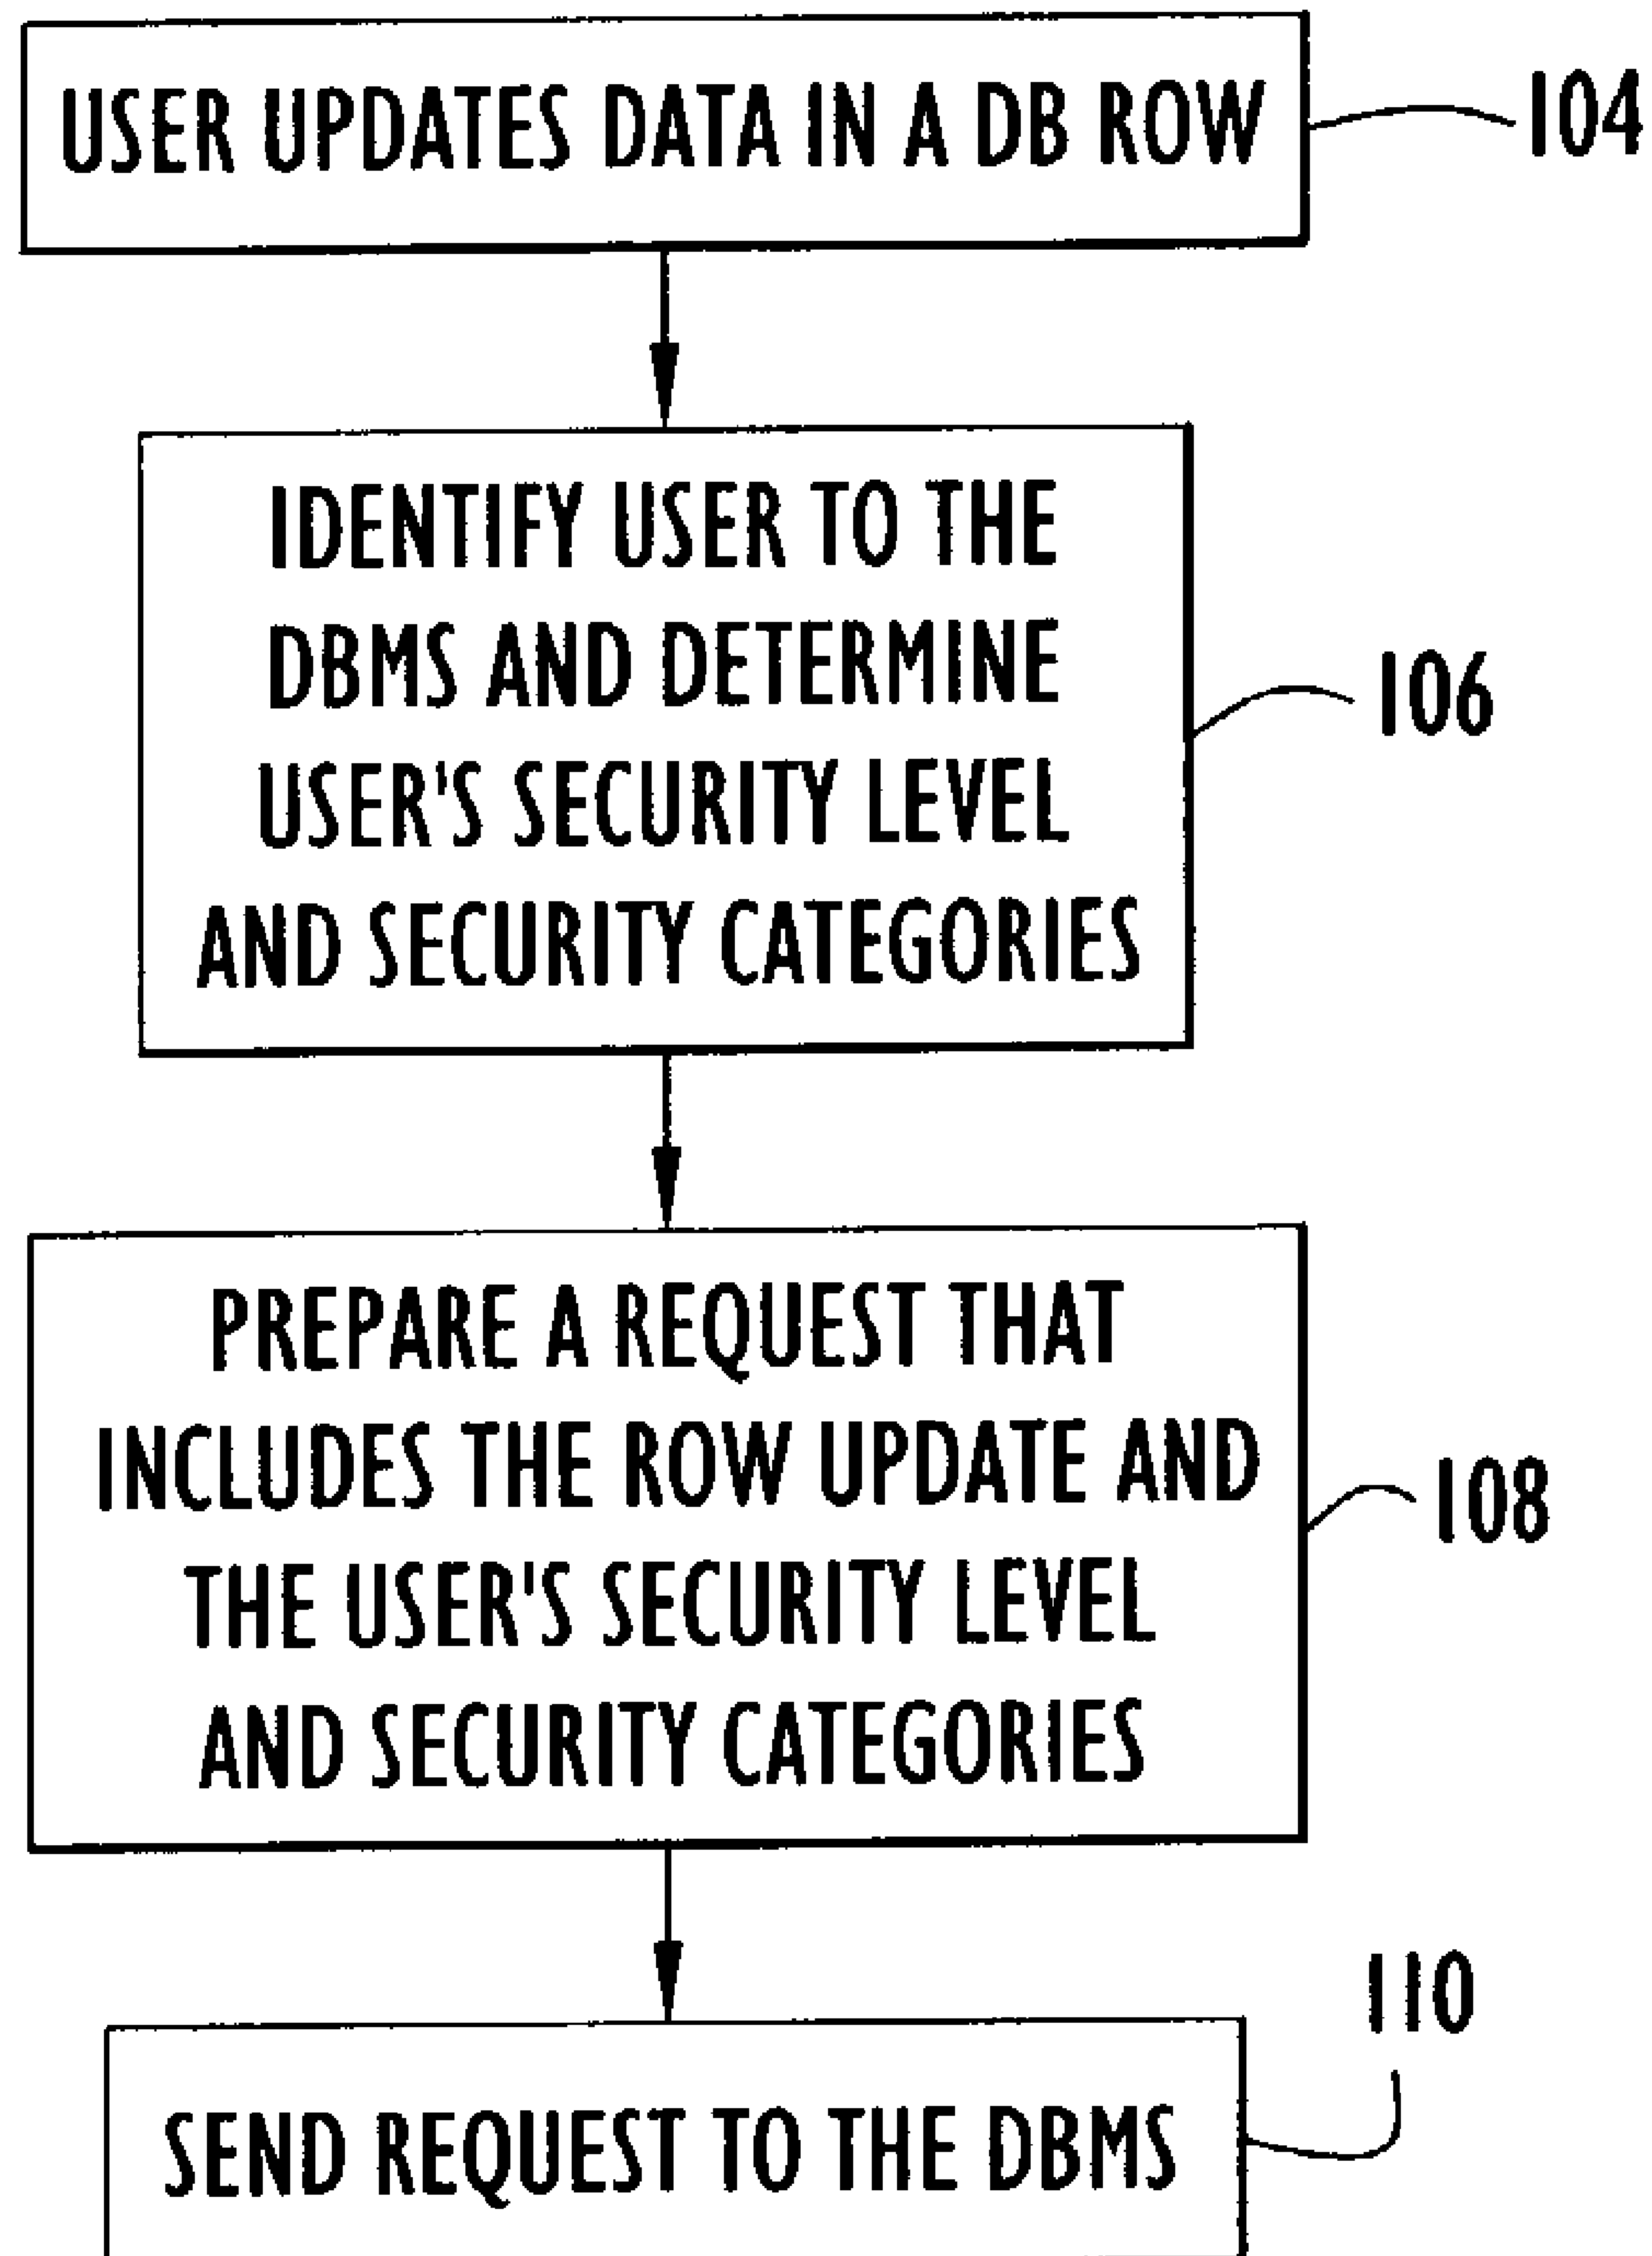 USER UPDATES DATA IN A DB ROW
104
IDENTIFY USER TO THE
DBMS AND DETERMINE
USER'S SECURITY LEVEL
AND SECURITY CATEGORIES
106
PREPARE A REQUEST THAT
INCLUDES THE ROW UPDATE AND
THE USER'S SECURITY LEVEL
AND SECURITY CATEGORIES
108
110
SEND REQUEST TO THE DBMS